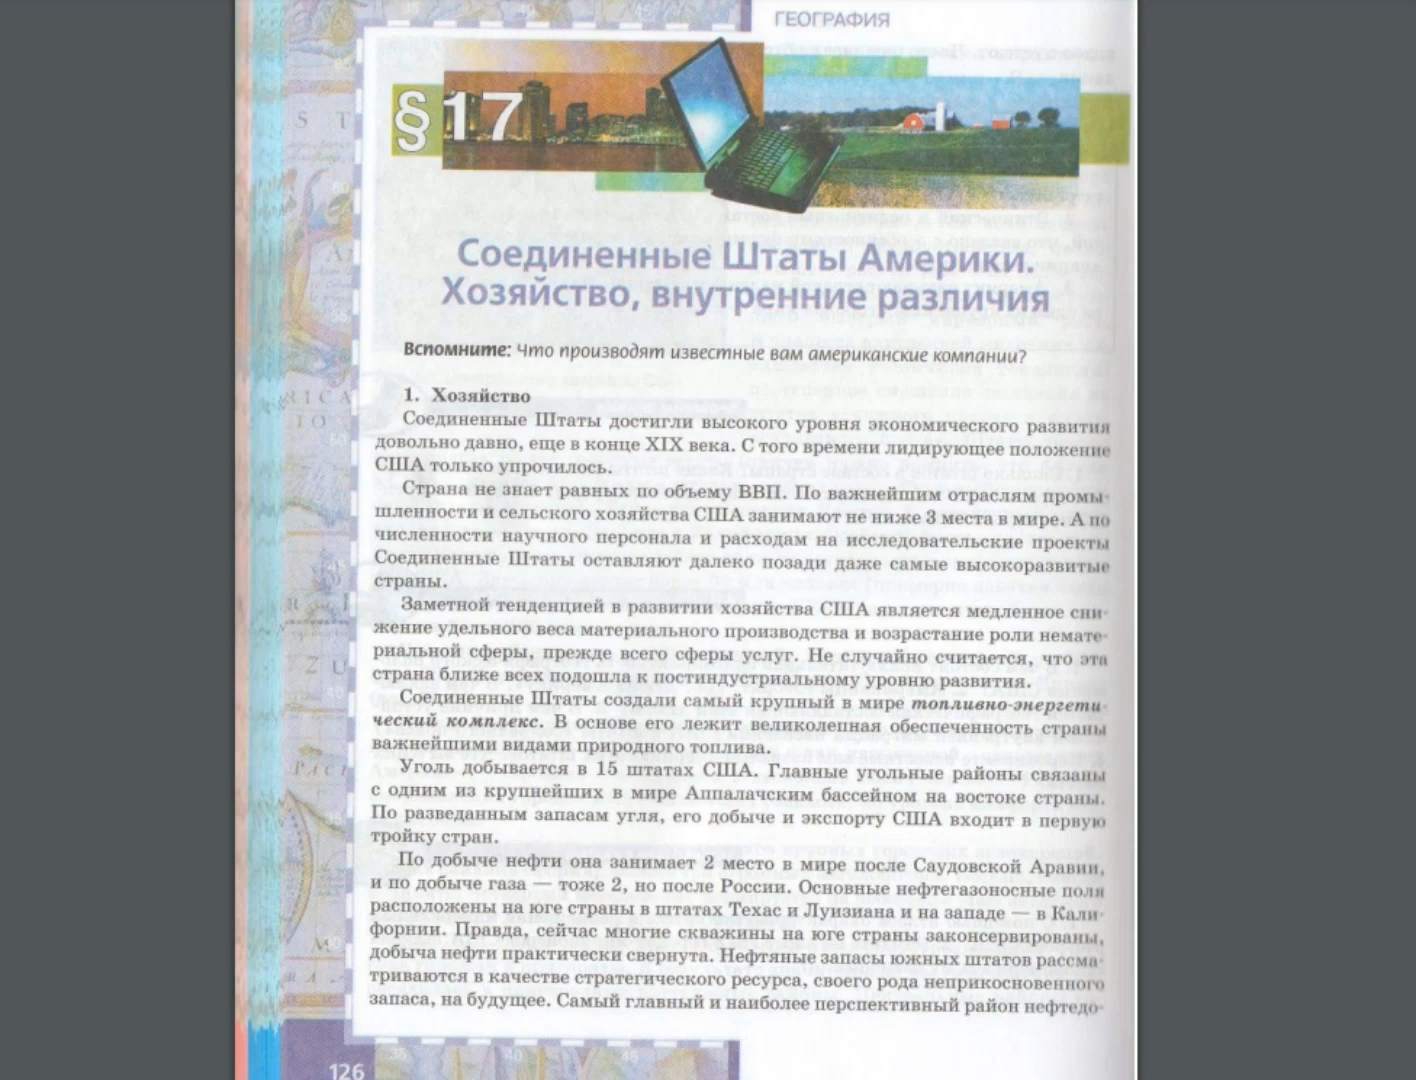 ГЕОГРАФИЯ
§ 17
Соединенные Штаты Америки.
Хозяйство, внутренние различия
Вспомните: Что производят известные вам американские компании?
1. Хозяйство
Соединенные Штаты достигли высокого уровня экономического развития
довольно давно, еще в конце XIX века. С того времени лидирующее положение
США только упрочилось.
Страна не знает равных по объему ВВП. По важнейшим отраслям промы-
шленности и сельского хозяйства США занимают не ниже 3 места в мире. А по
численности научного персонала и расходам на исследовательские проекты
Соединенные Штаты оставляют далеко позади даже самые высокоразвитые
страны.
Заметной тенденцией в развитии хозяйства США является медленное сни-
жение удельного веса материального производства и возрастание роли немате-
риальной сферы, прежде всего сферы услуг. Не случайно считается, что эта
страна ближе всех подошла к постиндустриальному уровню развития.
Соединенные Штаты создали самый крупный в мире топливно-энергети-
ческий комплекс. В основе его лежит великолепная обеспеченность страны
важнейшими видами природного топлива.
Уголь добывается в 15 штатах США. Главные угольные районы связаны
с одним из крупнейших в мире Аппалачским бассейном на востоке страны.
По разведанным запасам угля, его добыче и экспорту США входит в первую
тройку стран.
По добыче нефти она занимает 2 место в мире после Саудовской Аравии,
и по добыче газа — тоже 2, но после России. Основные нефтегазоносные поля
расположены на юге страны в штатах Техас и Луизиана и на западе — в Кали-
форнии. Правда, сейчас многие скважины на юге страны законсервированы,
добыча нефти практически свернута. Нефтяные запасы южных штатов рассма-
триваются в качестве стратегического ресурса, своего рода неприкосновенного
запаса, на будущее. Самый главный и наиболее перспективный район нефтедо-
126